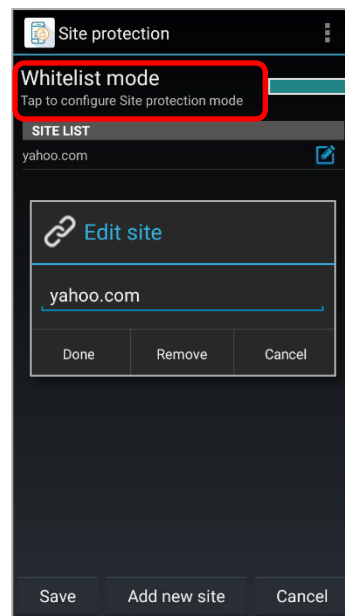 Site protection
Whitelist mode
Tap to configure Site protection mode
SITE LIST
yahoo.com
Edit site
yahoo.com
Done Remove Cancel
Save Add new site Cancel